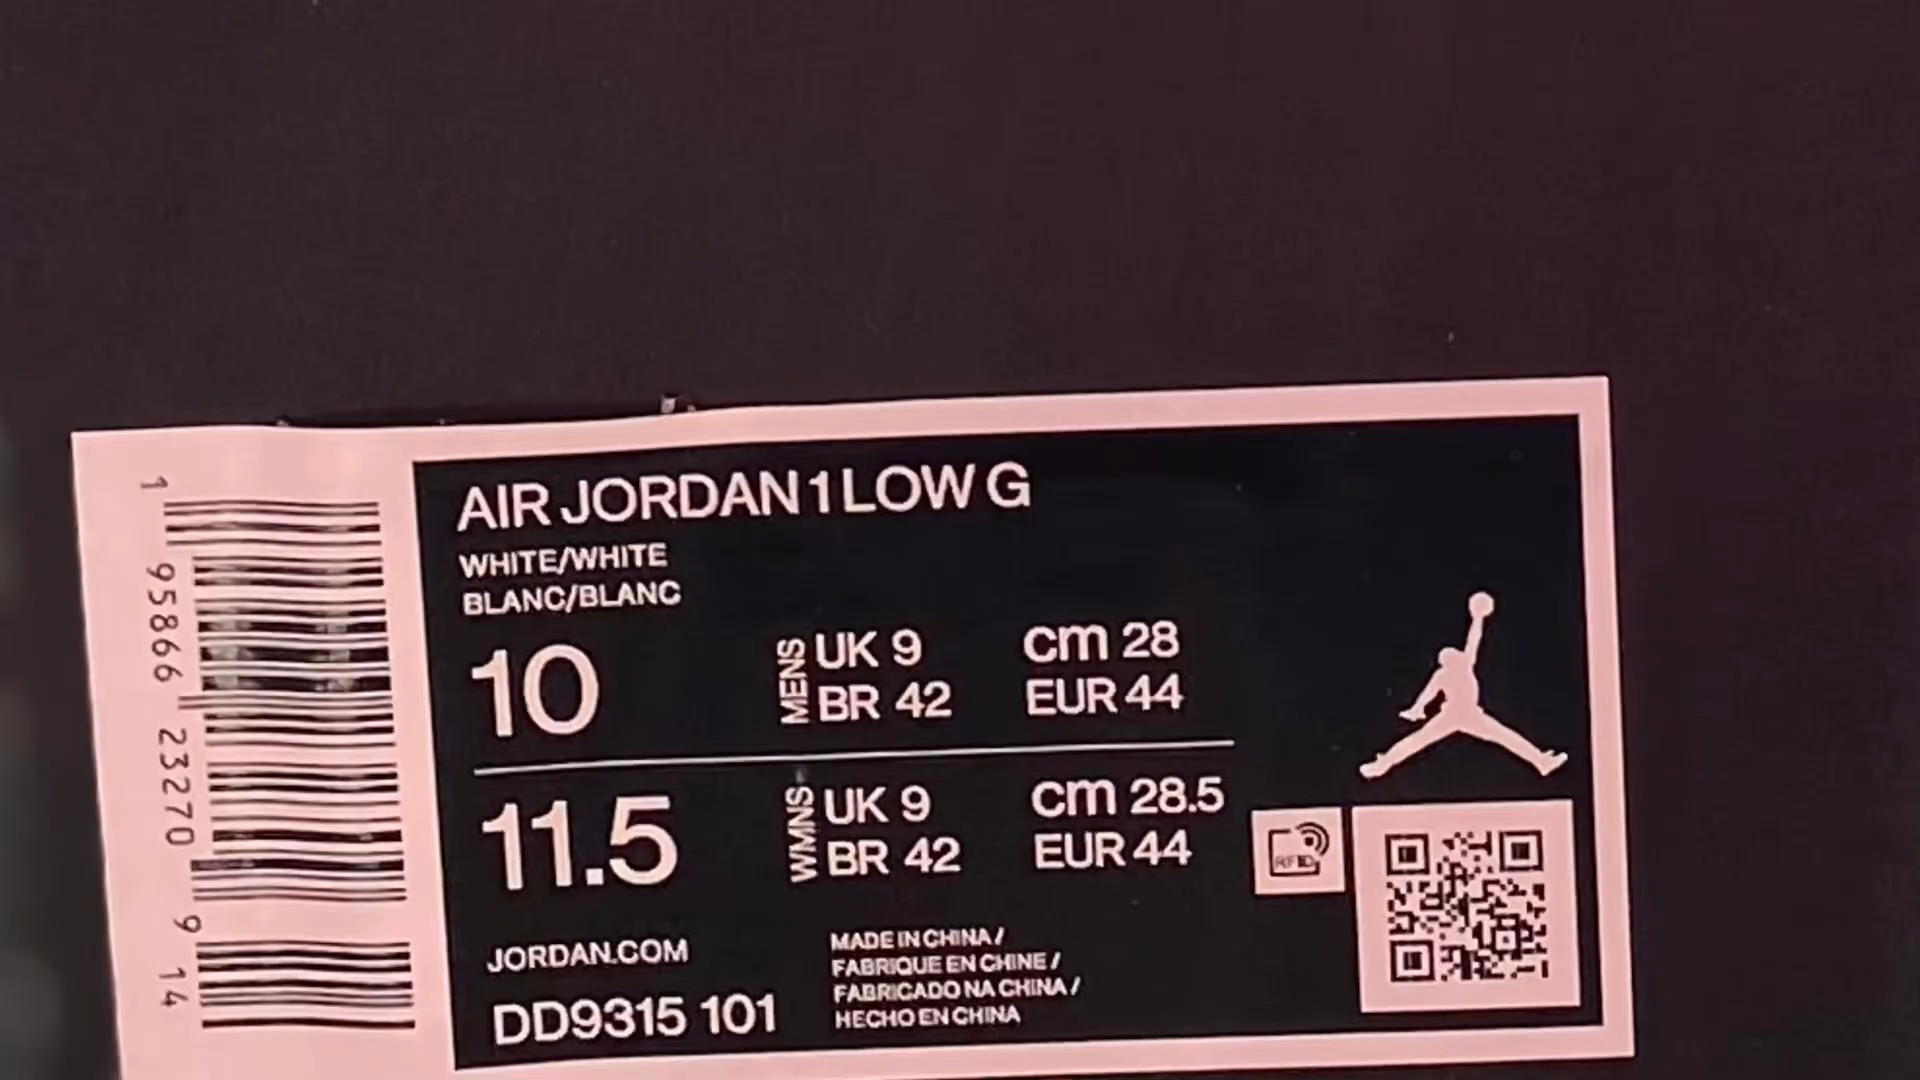 1 95866 23270 9 14
AIR JORDAN 1 LOW G
WHITE/WHITE
BLANC/BLANC
10 MENS UK 9 cm 28
BR 42 EUR 44
11.5 WMNS UK 9 cm 28.5
BR 42 EUR 44
RFID
JORDAN.COM
DD9315 101
MADE IN CHINA /
FABRIQUE EN CHINE /
FABRICADO NA CHINA /
HECHO EN CHINA